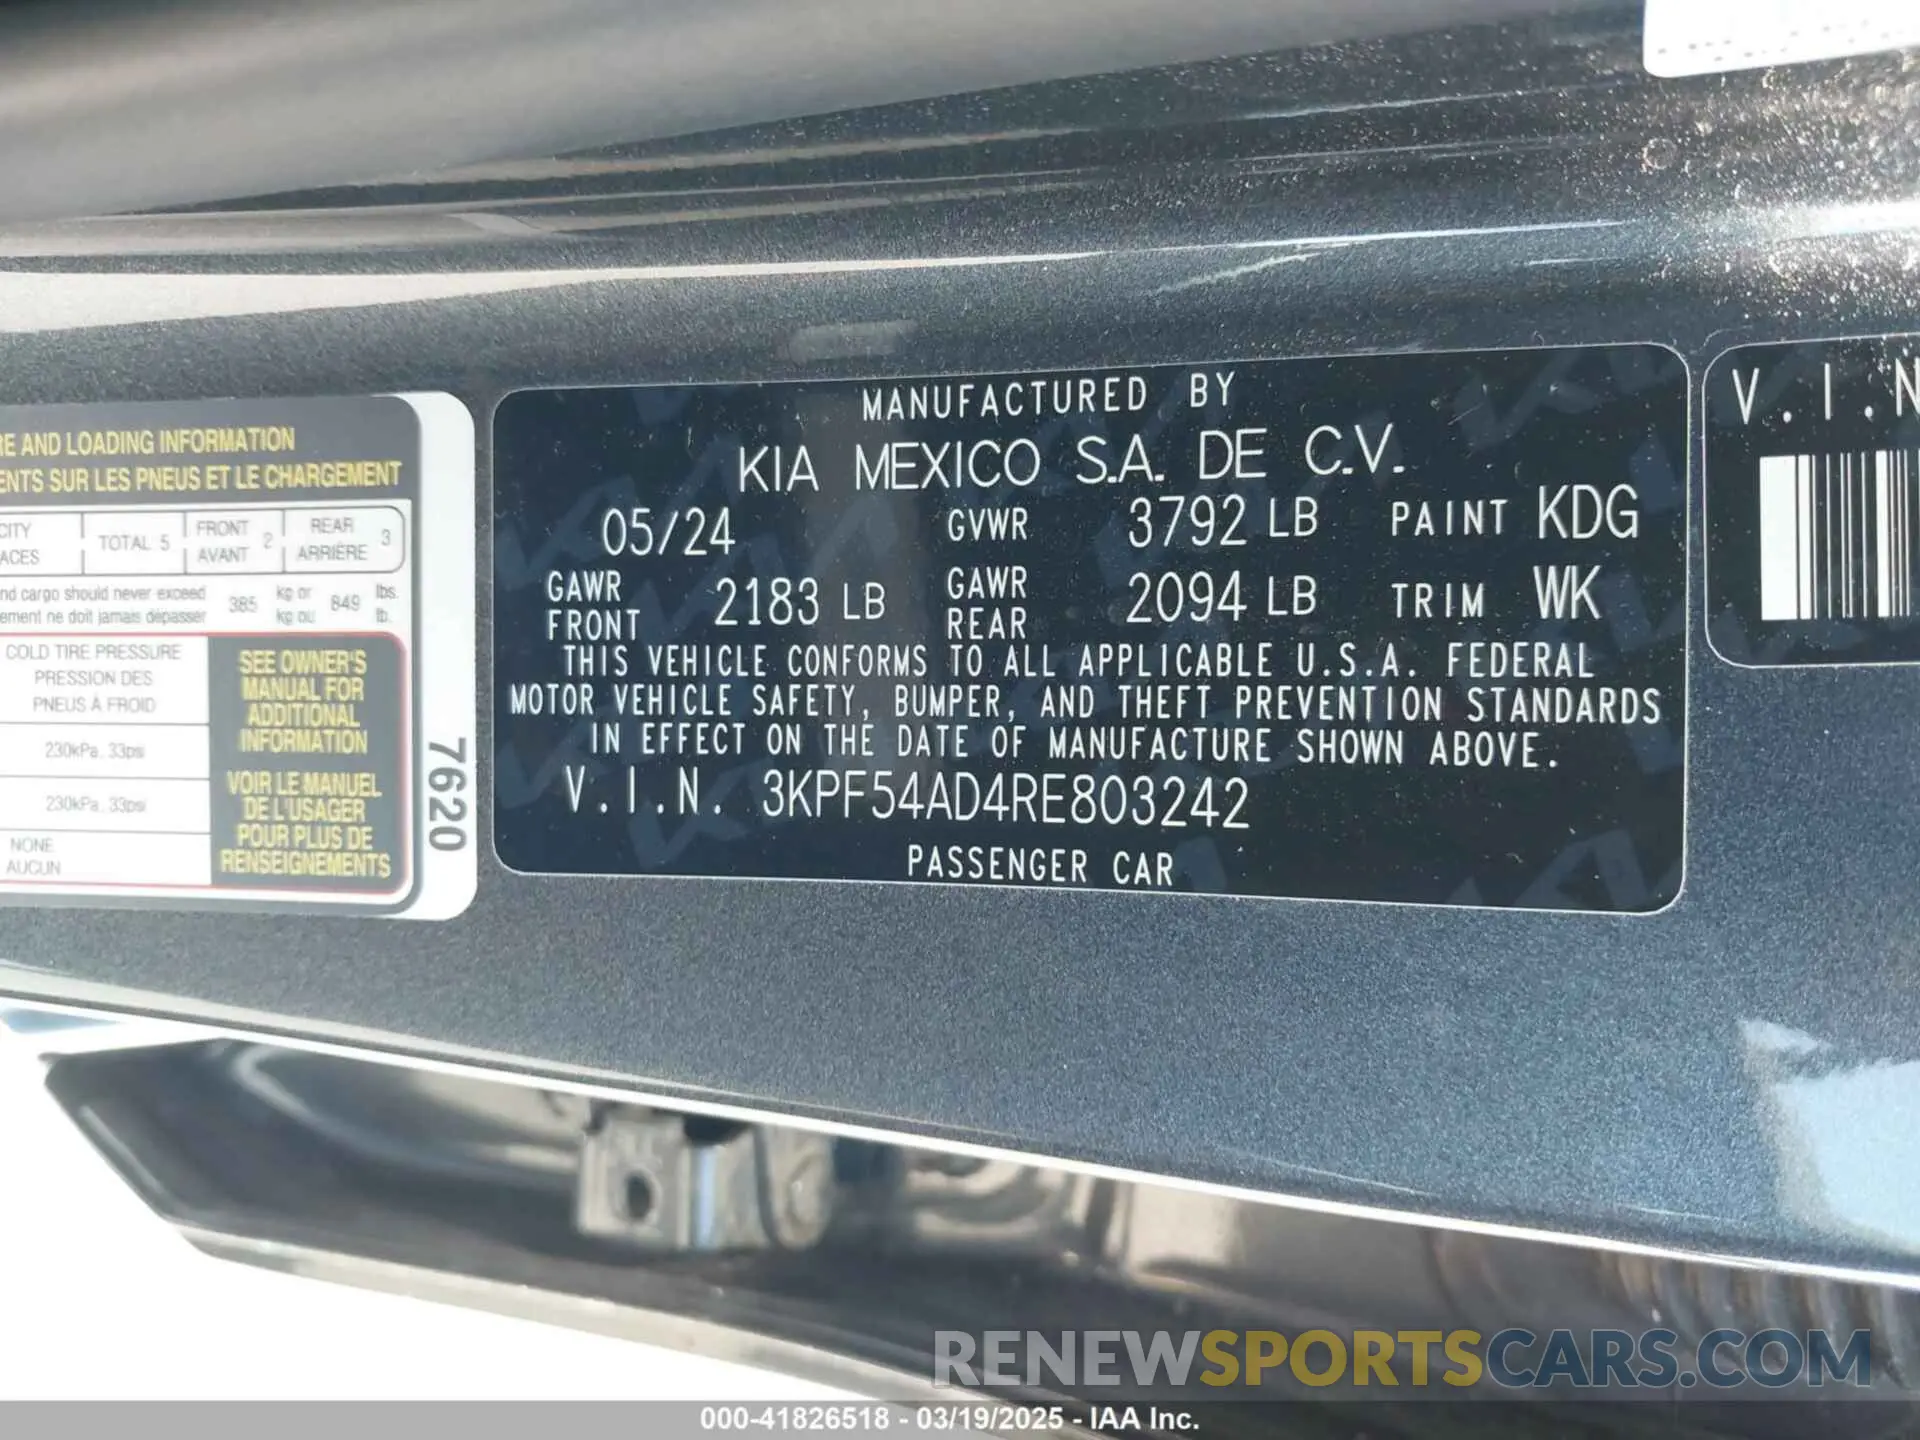 RE AND LOADING INFORMATION
ENTS SUR LES PNEUS ET LE CHARGEMENT
CITY
ACES
TOTAL 5
FRONT
AVANT
2
REAR
ARRIÈRE
3
nd cargo should never exceed
ement ne doit jamais dépasser
385
kg or
kg ou
849
lbs.
lb.
COLD TIRE PRESSURE
PRESSION DES
PNEUS À FROID
230kPa, 33psi
230kPa, 33psi
NONE
AUCUN
SEE OWNER'S
MANUAL FOR
ADDITIONAL
INFORMATION
VOIR LE MANUEL
DE L'USAGER
POUR PLUS DE
RENSEIGNEMENTS
7620
MANUFACTURED BY
KIA MEXICO S.A. DE C.V.
05/24 GVWR 3792 LB PAINT KDG
GAWR FRONT 2183 LB GAWR REAR 2094 LB TRIM WK
THIS VEHICLE CONFORMS TO ALL APPLICABLE U.S.A. FEDERAL
MOTOR VEHICLE SAFETY, BUMPER, AND THEFT PREVENTION STANDARDS
IN EFFECT ON THE DATE OF MANUFACTURE SHOWN ABOVE.
V.I.N. 3KPF54AD4RE803242
PASSENGER CAR
V.I.N
RENEWSPORTSCARS.COM
000-41826518 - 03/19/2025 - IAA Inc.